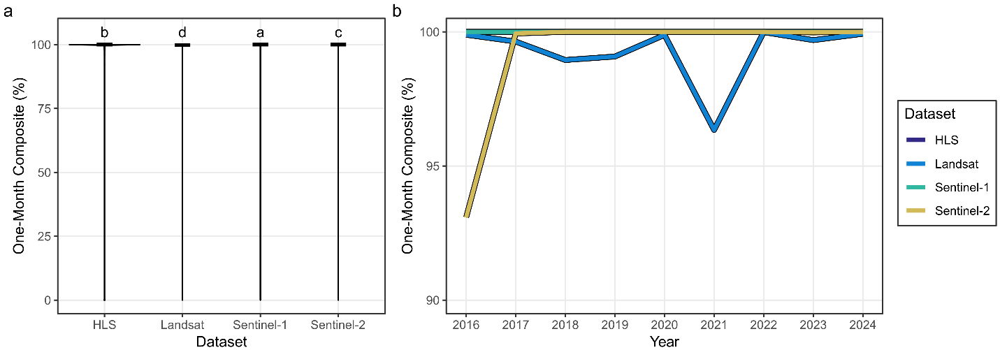 a
b d a c
One-Month Composite (%)
100
75
50
25
0
HLS Landsat Sentinel-1 Sentinel-2
Dataset
b
One-Month Composite (%)
100
95
90
2016 2017 2018 2019 2020 2021 2022 2023 2024
Year
Dataset
HLS
Landsat
Sentinel-1
Sentinel-2